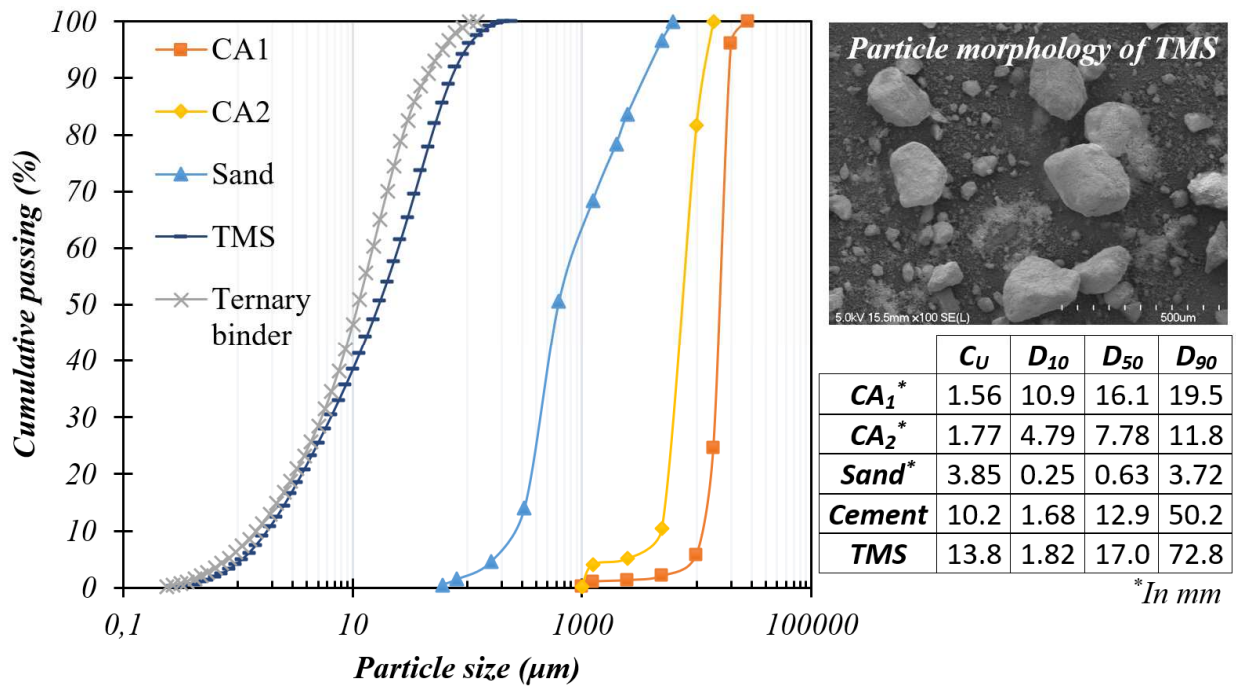 100
90
80
70
60
50
40
30
20
10
0
Cumulative passing (%)
CA1
CA2
Sand
TMS
Ternary
binder
0,1
10
1000
100000
Particle size (μm)
Particle morphology of TMS
5.0kV 15.5mm ×100 SE(L)
500um
C_U D_10 D_50 D_90
CA_1^* 1.56 10.9 16.1 19.5
CA_2^* 1.77 4.79 7.78 11.8
Sand^* 3.85 0.25 0.63 3.72
Cement 10.2 1.68 12.9 50.2
TMS 13.8 1.82 17.0 72.8
*In mm